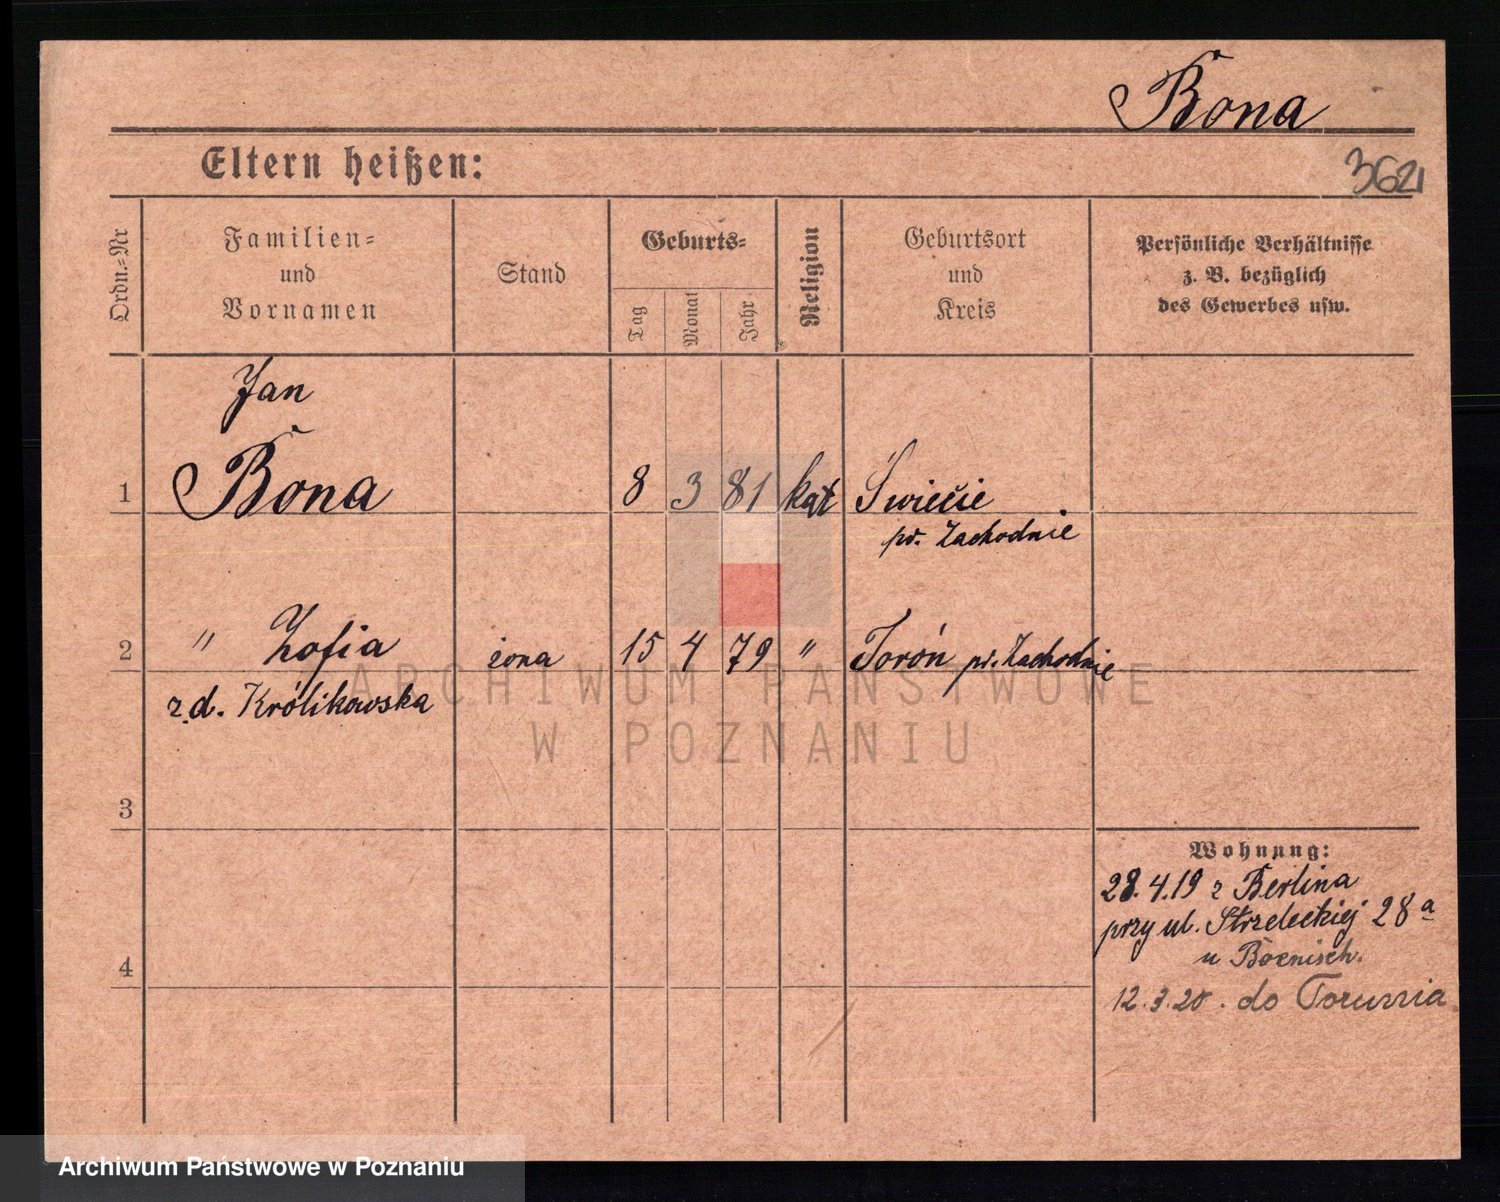 Bona
Eltern heißen:
3621
Ordn.=Nr
Familien=
und
Vornamen
Stand
Geburts=
Tag
Monat
Jahr
Religion
Geburtsort
und
Kreis
Persönliche Verhältnisse
z. B. bezüglich
des Gewerbes usw.
Jan
1 Bona 8 3 81 kat Świecie
pr. Zachodnie
2 " Zofia żona 15 4 79 " Toróń pr. Zachodnie
z.d. Królikowska
ARCHIWUM PAŃSTWOWE
W POZNANIU
3
Wohnung:
28.4.19 z Berlina
przy ul. Strzeleckiej 28a
u Boenisch.
4
12.3.20. do Torunia
Archiwum Państwowe w Poznaniu